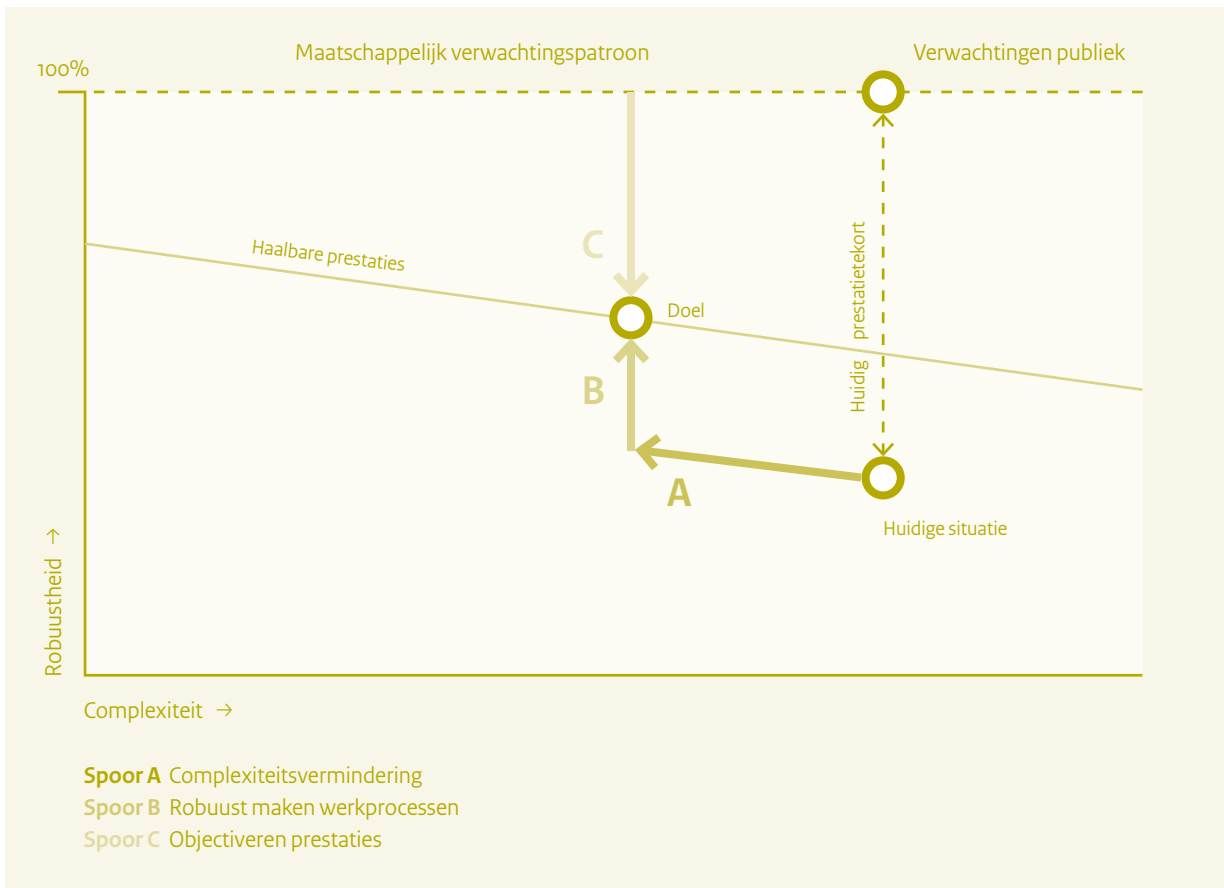 Maatschappelijk verwachtingspatroon
Verwachtingen publiek
100%
Haalbare prestaties
C
Doel
Huidig prestatietekort
B
A
Huidige situatie
Robuustheid →
Complexiteit →
Spoor A Complexiteitsvermindering
Spoor B Robuust maken werkprocessen
Spoor C Objectiveren prestaties